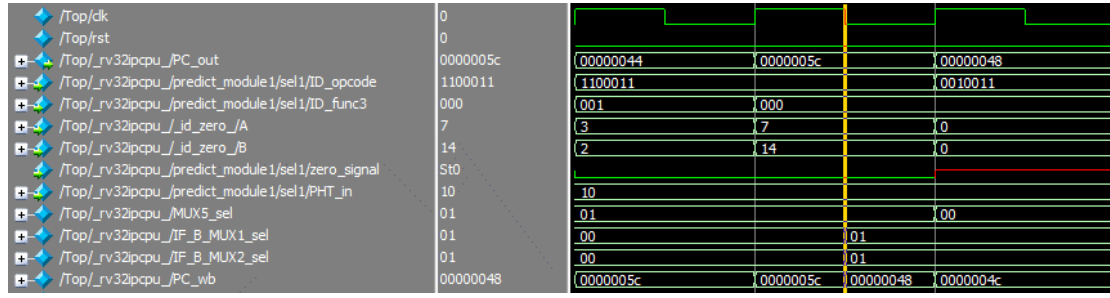 /Top/clk 0
/Top/rst 0
/Top/_rv32ipcpu_/PC_out 0000005c 00000044 0000005c 00000048
/Top/_rv32ipcpu_/predict_module1/sel1/ID_opcode 1100011 1100011 0010011
/Top/_rv32ipcpu_/predict_module1/sel1/ID_func3 000 001 000
/Top/_rv32ipcpu_/_id_zero_/A 7 3 7 0
/Top/_rv32ipcpu_/_id_zero_/B 14 2 14 0
/Top/_rv32ipcpu_/predict_module1/sel1/zero_signal St0
/Top/_rv32ipcpu_/predict_module1/sel1/PHT_in 10 10
/Top/_rv32ipcpu_/MUX5_sel 01 01 00
/Top/_rv32ipcpu_/IF_B_MUX1_sel 01 00 01
/Top/_rv32ipcpu_/IF_B_MUX2_sel 01 00 01
/Top/_rv32ipcpu_/PC_wb 00000048 0000005c 0000005c 00000048 0000004c